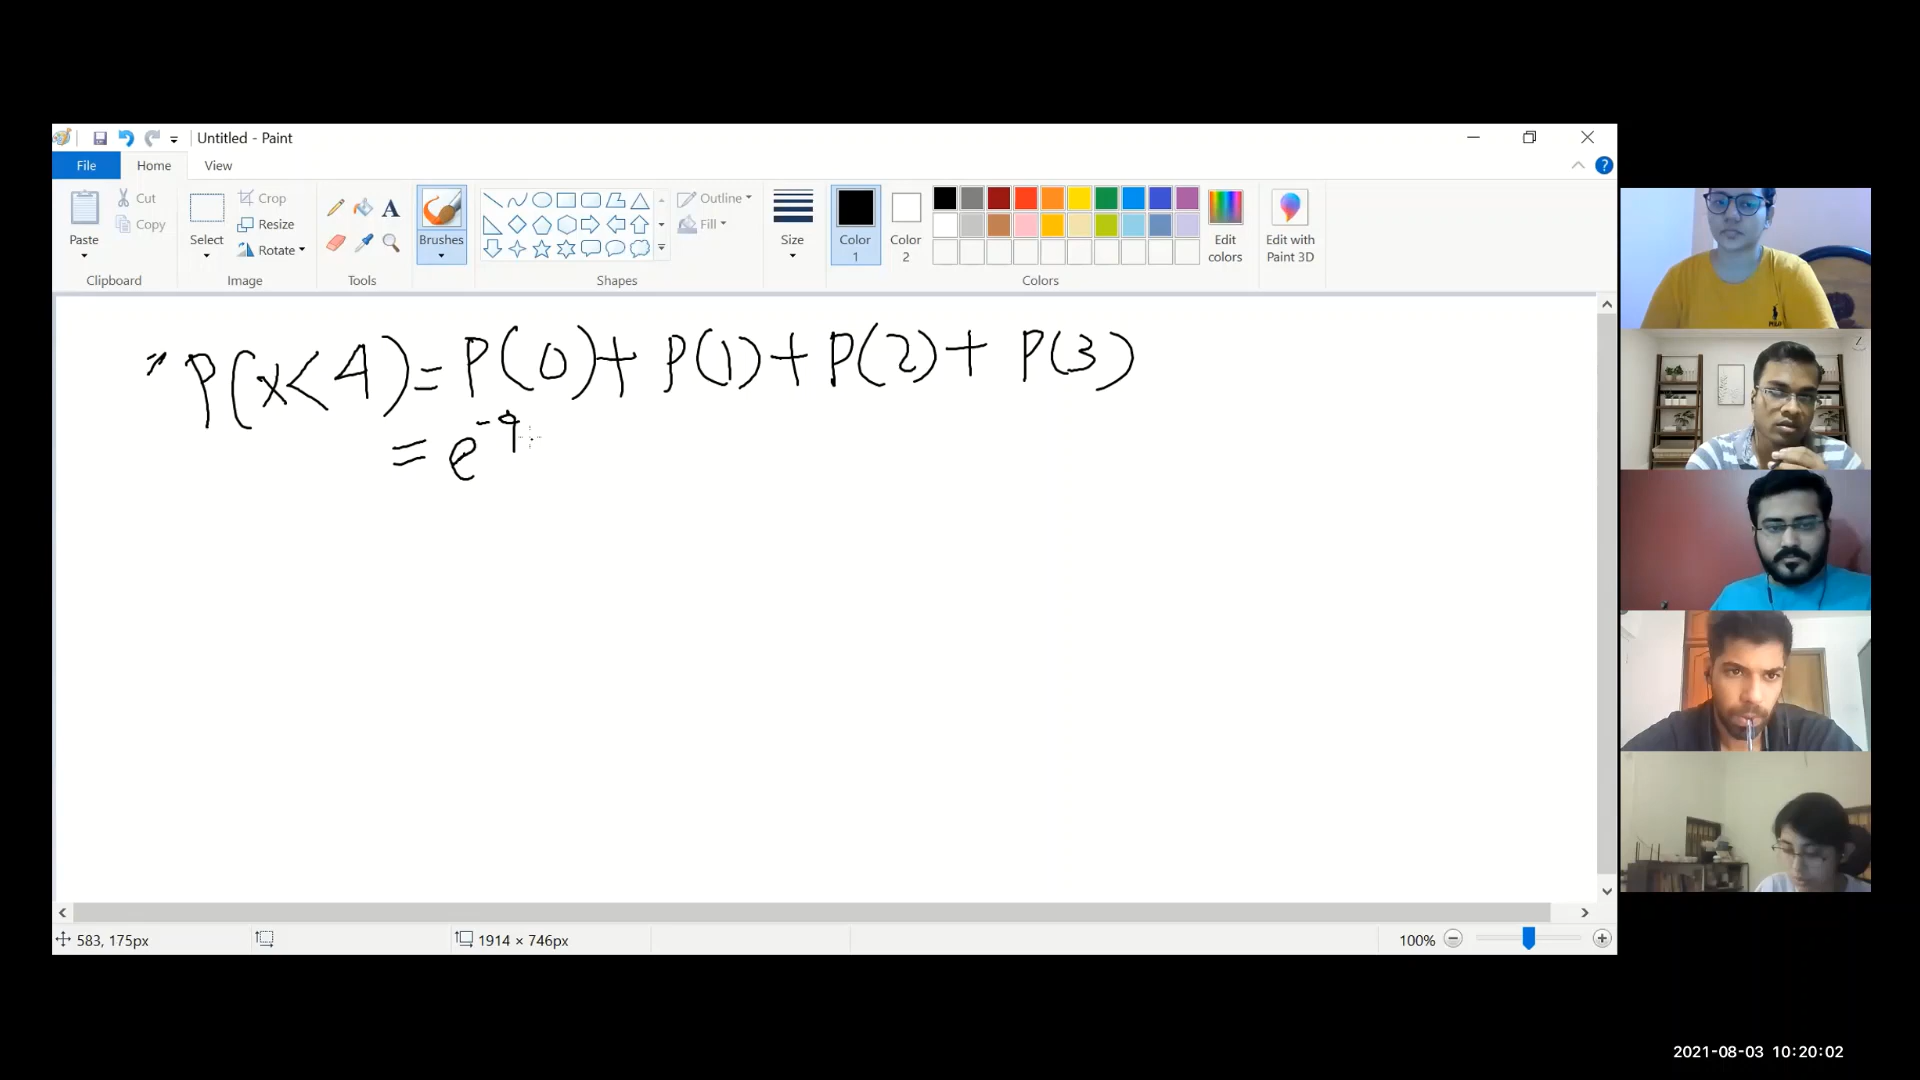 Untitled - Paint
File Home View
Cut
Copy
Paste
Crop
Resize
Rotate
Select
Brushes
Outline
Fill
Size
Color 1
Color 2
Edit colors
Edit with Paint 3D
Clipboard Image Tools Shapes Colors
P(x<4)=P(0)+P(1)+P(2)+P(3)
=e^-9
583, 175px
1914 × 746px
100%
2021-08-03 10:20:02